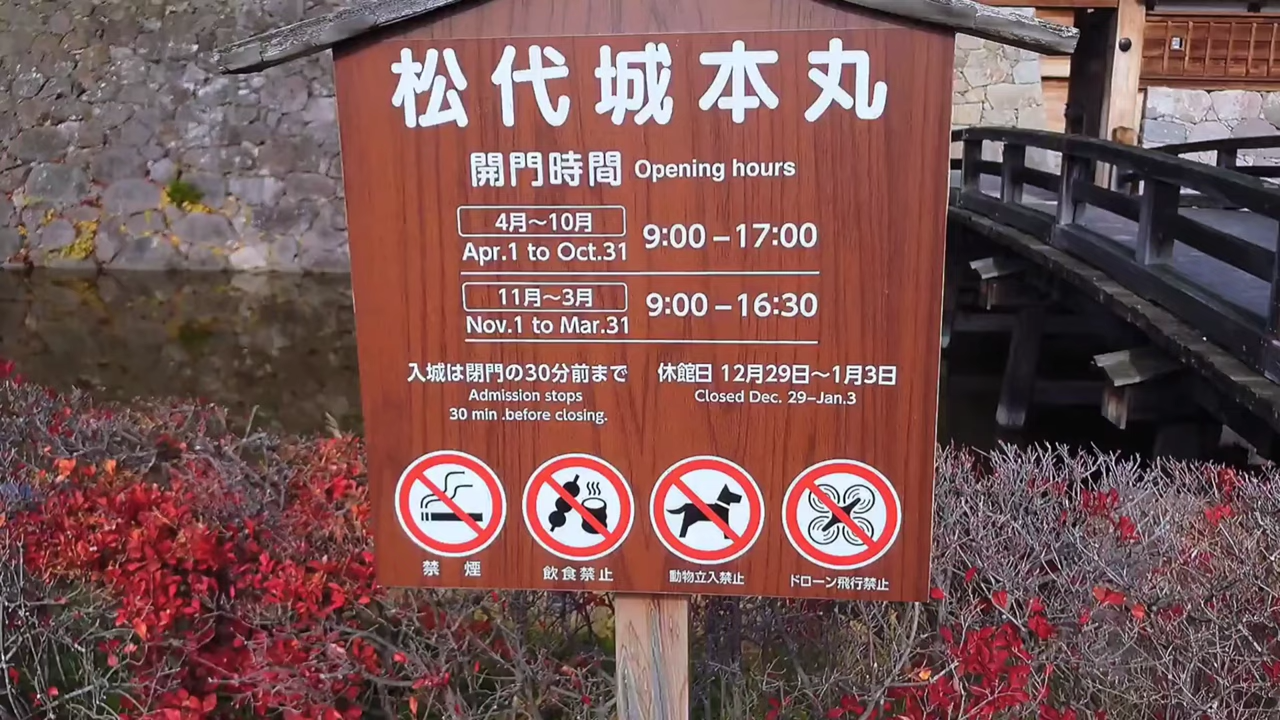 松代城本丸
開門時間 Opening hours
4月〜10月
Apr.1 to Oct.31
9:00 – 17:00
11月〜3月
Nov.1 to Mar.31
9:00 – 16:30
入城は閉門の30分前まで
Admission stops
30 min .before closing.
休館日 12月29日〜1月3日
Closed Dec. 29–Jan.3
禁煙
飲食禁止
動物立入禁止
ドローン飛行禁止